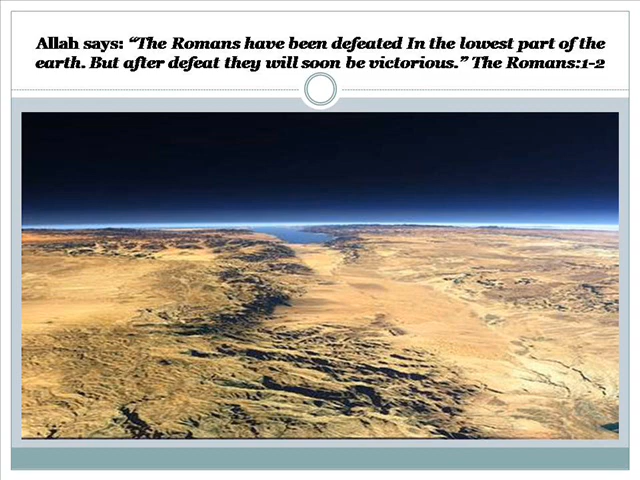 Allah says: “The Romans have been defeated In the lowest part of the
earth. But after defeat they will soon be victorious.” The Romans:1-2